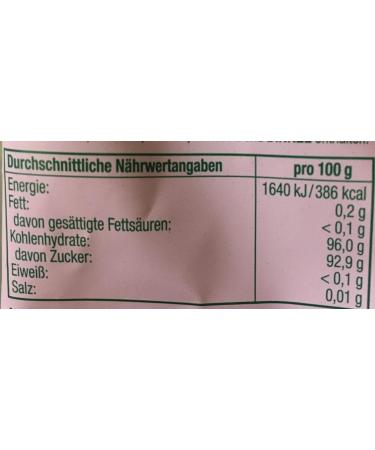 enthalten.
Durchschnittliche Nährwertangaben pro 100 g
Energie: 1640 kJ/386 kcal
Fett: 0,2 g
davon gesättigte Fettsäuren: < 0,1 g
Kohlenhydrate: 96,0 g
davon Zucker: 92,9 g
Eiweiß: < 0,1 g
Salz: 0,01 g